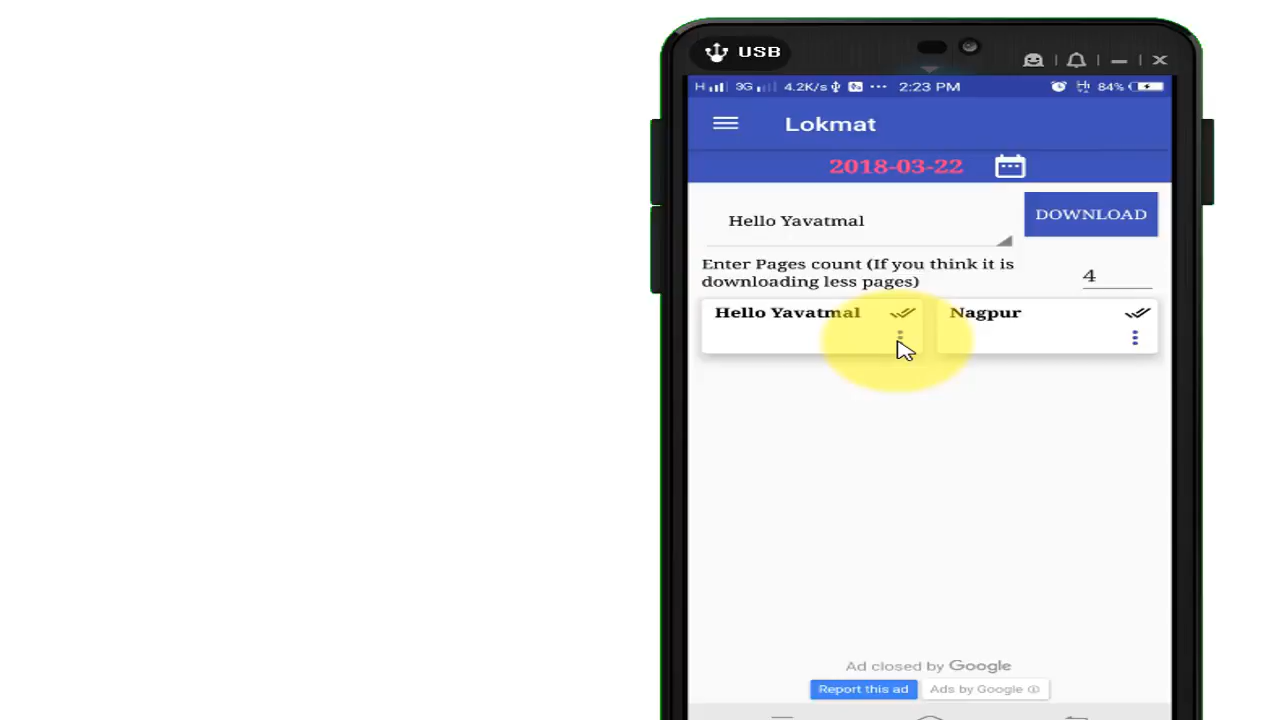 USB
3G 4.2K/s ... 2:23 PM 84%
Lokmat
2018-03-22
Hello Yavatmal
DOWNLOAD
Enter Pages count (If you think it is
downloading less pages)
4
Hello Yavatmal
Nagpur
Ad closed by Google
Report this ad
Ads by Google